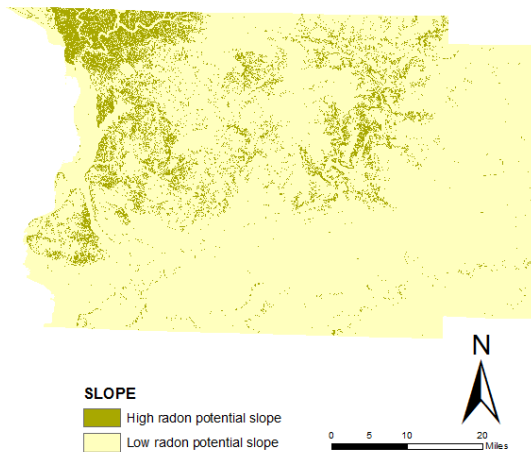 N
SLOPE
High radon potential slope
Low radon potential slope
0 5 10 20
Miles